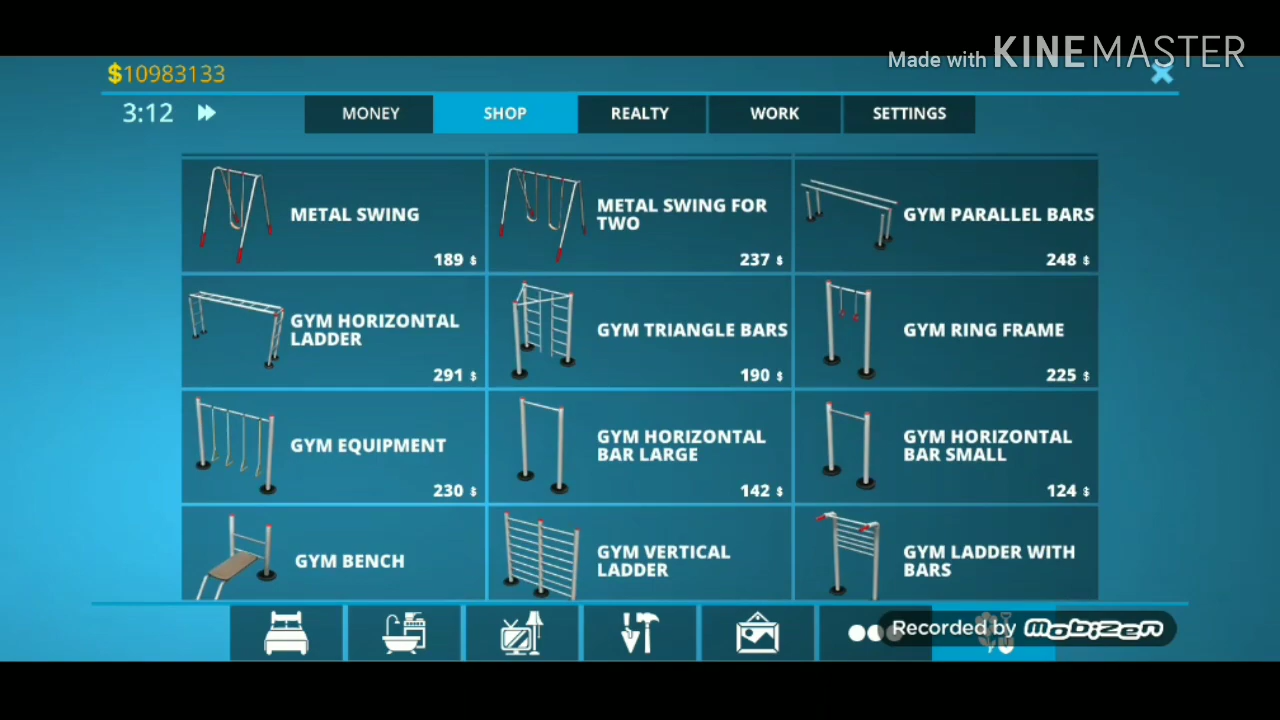 Made with KINEMASTER
$10983133
3:12
MONEY
SHOP
REALTY
WORK
SETTINGS
METAL SWING
189 $
METAL SWING FOR
TWO
237 $
GYM PARALLEL BARS
248 $
GYM HORIZONTAL
LADDER
291 $
GYM TRIANGLE BARS
190 $
GYM RING FRAME
225 $
GYM EQUIPMENT
230 $
GYM HORIZONTAL
BAR LARGE
142 $
GYM HORIZONTAL
BAR SMALL
124 $
GYM BENCH
GYM VERTICAL
LADDER
GYM LADDER WITH
BARS
Recorded by mobizen